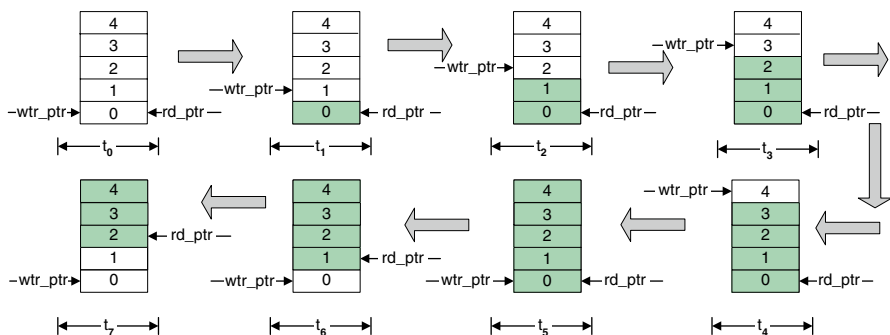 4
3
2
1
wtr_ptr 0 rd_ptr
t0
4
3
2
wtr_ptr 1
0 rd_ptr
t1
4
3
wtr_ptr 2
1
0 rd_ptr
t2
4
wtr_ptr 3
2
1
0 rd_ptr
t3
4
3
2 rd_ptr
1
wtr_ptr 0
t7
4
3
2
1 rd_ptr
wtr_ptr 0
t6
4
3
2
1
wtr_ptr 0 rd_ptr
t5
wtr_ptr 4
3
2
1
0 rd_ptr
t4